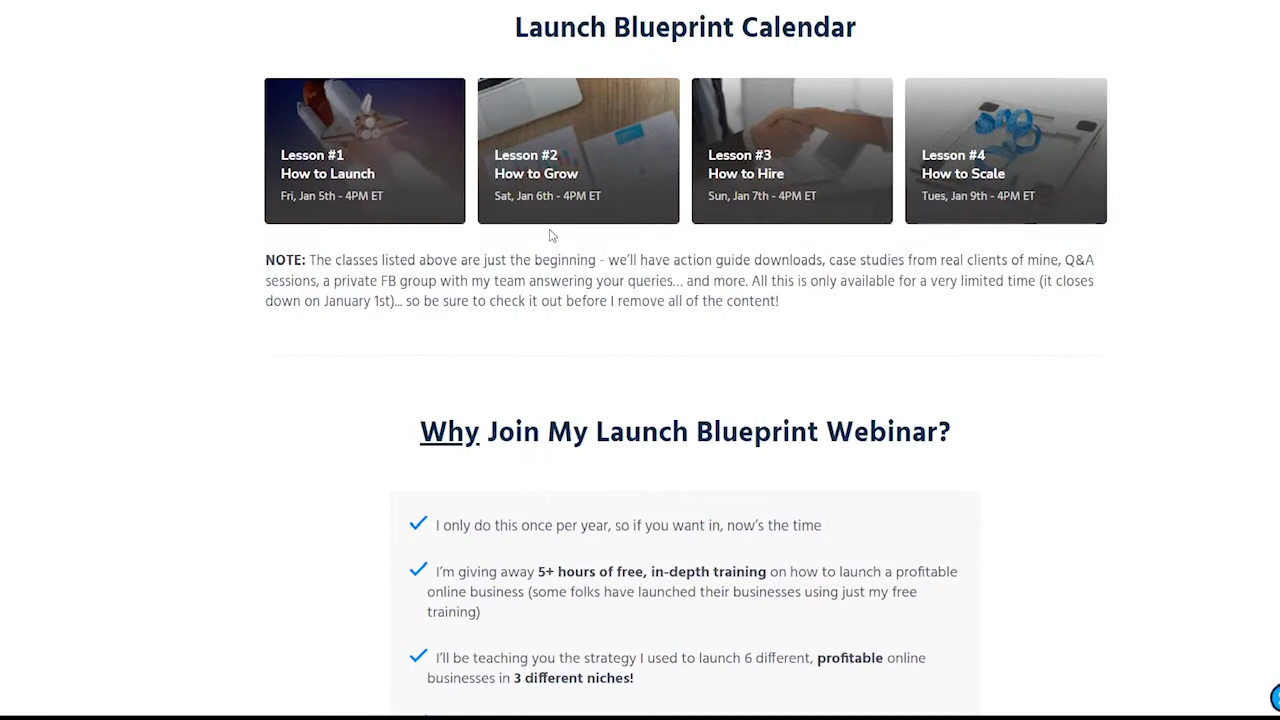 Launch Blueprint Calendar
Lesson #1
How to Launch
Fri, Jan 5th - 4PM ET
Lesson #2
How to Grow
Sat, Jan 6th - 4PM ET
Lesson #3
How to Hire
Sun, Jan 7th - 4PM ET
Lesson #4
How to Scale
Tues, Jan 9th - 4PM ET
NOTE: The classes listed above are just the beginning - we'll have action guide downloads, case studies from real clients of mine, Q&A
sessions, a private FB group with my team answering your queries... and more. All this is only available for a very limited time (it closes
down on January 1st)... so be sure to check it out before I remove all of the content!
Why Join My Launch Blueprint Webinar?
I only do this once per year, so if you want in, now's the time
I'm giving away 5+ hours of free, in-depth training on how to launch a profitable
online business (some folks have launched their businesses using just my free
training)
I'll be teaching you the strategy I used to launch 6 different, profitable online
businesses in 3 different niches!